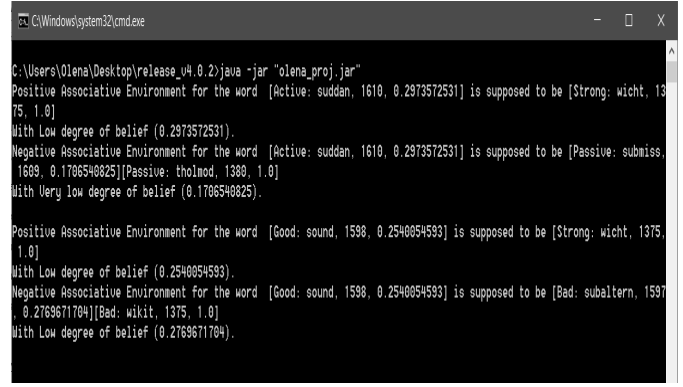 C:\Windows\system32\cmd.exe
C:\Users\Olena\Desktop\release_v4.0.2>java -jar "olena_proj.jar"
Positive Associative Environment for the word  [Active: suddan, 1610, 0.2973572531] is supposed to be [Strong: wicht, 13
75, 1.0]
With Low degree of belief (0.2973572531).
Negative Associative Environment for the word  [Active: suddan, 1610, 0.2973572531] is supposed to be [Passive: submiss,
 1609, 0.1706540825][Passive: tholmod, 1380, 1.0]
With Very low degree of belief (0.1706540825).
Positive Associative Environment for the word  [Good: sound, 1598, 0.2540054593] is supposed to be [Strong: wicht, 1375,
 1.0]
With Low degree of belief (0.2540054593).
Negative Associative Environment for the word  [Good: sound, 1598, 0.2540054593] is supposed to be [Bad: subaltern, 1597
, 0.2769671704][Bad: wikit, 1375, 1.0]
With Low degree of belief (0.2769671704).